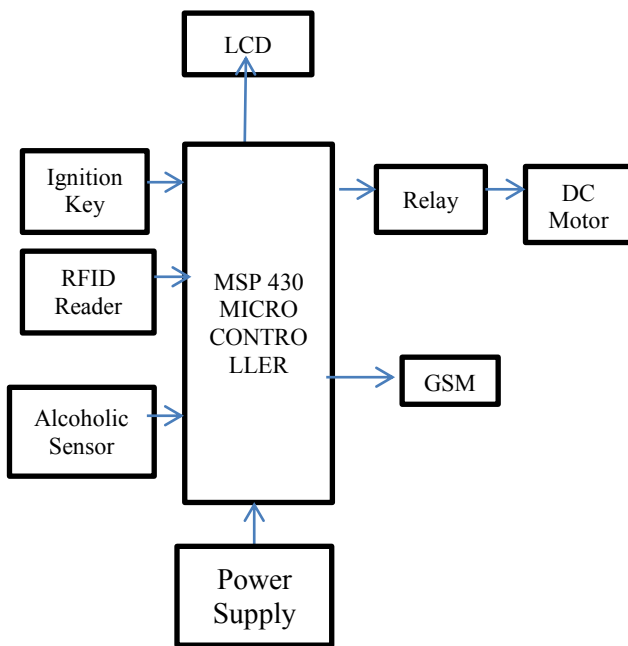 LCD
Ignition
Key
RFID
Reader
Alcoholic
Sensor
MSP 430
MICRO
CONTRO
LLER
Relay
DC
Motor
GSM
Power
Supply